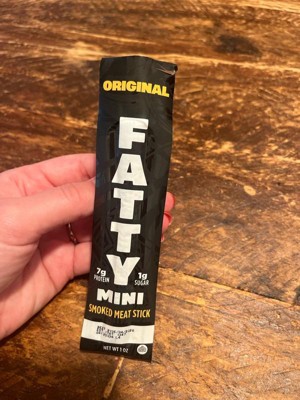 ORIGINAL
FATTY
7g PROTEIN
1g SUGAR
MINI
SMOKED MEAT STICK
NET WT 1 OZ